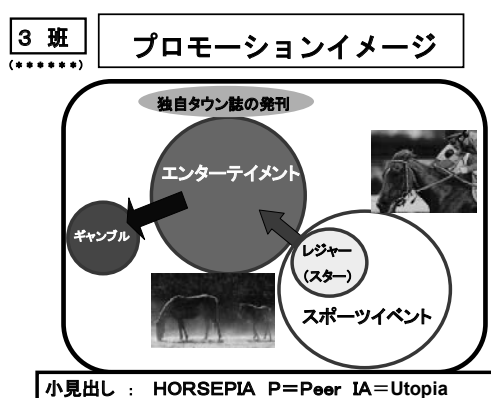 3 班
(******)
プロモーションイメージ
独自タウン誌の発刊
エンターテイメント
ギャンブル
レジャー
(スター)
スポーツイベント
小見出し : HORSEPIA P=Peer IA=Utopia